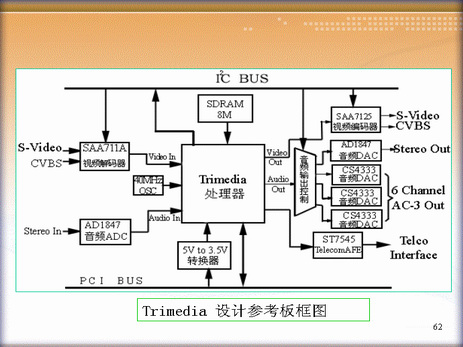 I²C BUS
SDRAM
8M
SAA7125
视频编码器
S-Video
CVBS
S-Video
CVBS
SAA711A
视频解码器
Video In
Video
Out
AD1847
音频DAC
Stereo Out
Trimedia
处理器
40MHz
OSC
Audio
Out
音频输出控制
CS4333
音频DAC
CS4333
音频DAC
CS4333
音频DAC
6 Channel
AC-3 Out
Stereo In
AD1847
音频ADC
Audio In
5V to 3.5V
转换器
ST7545
TelecomAFE
Telco
Interface
PCI BUS
Trimedia 设计参考板框图
62